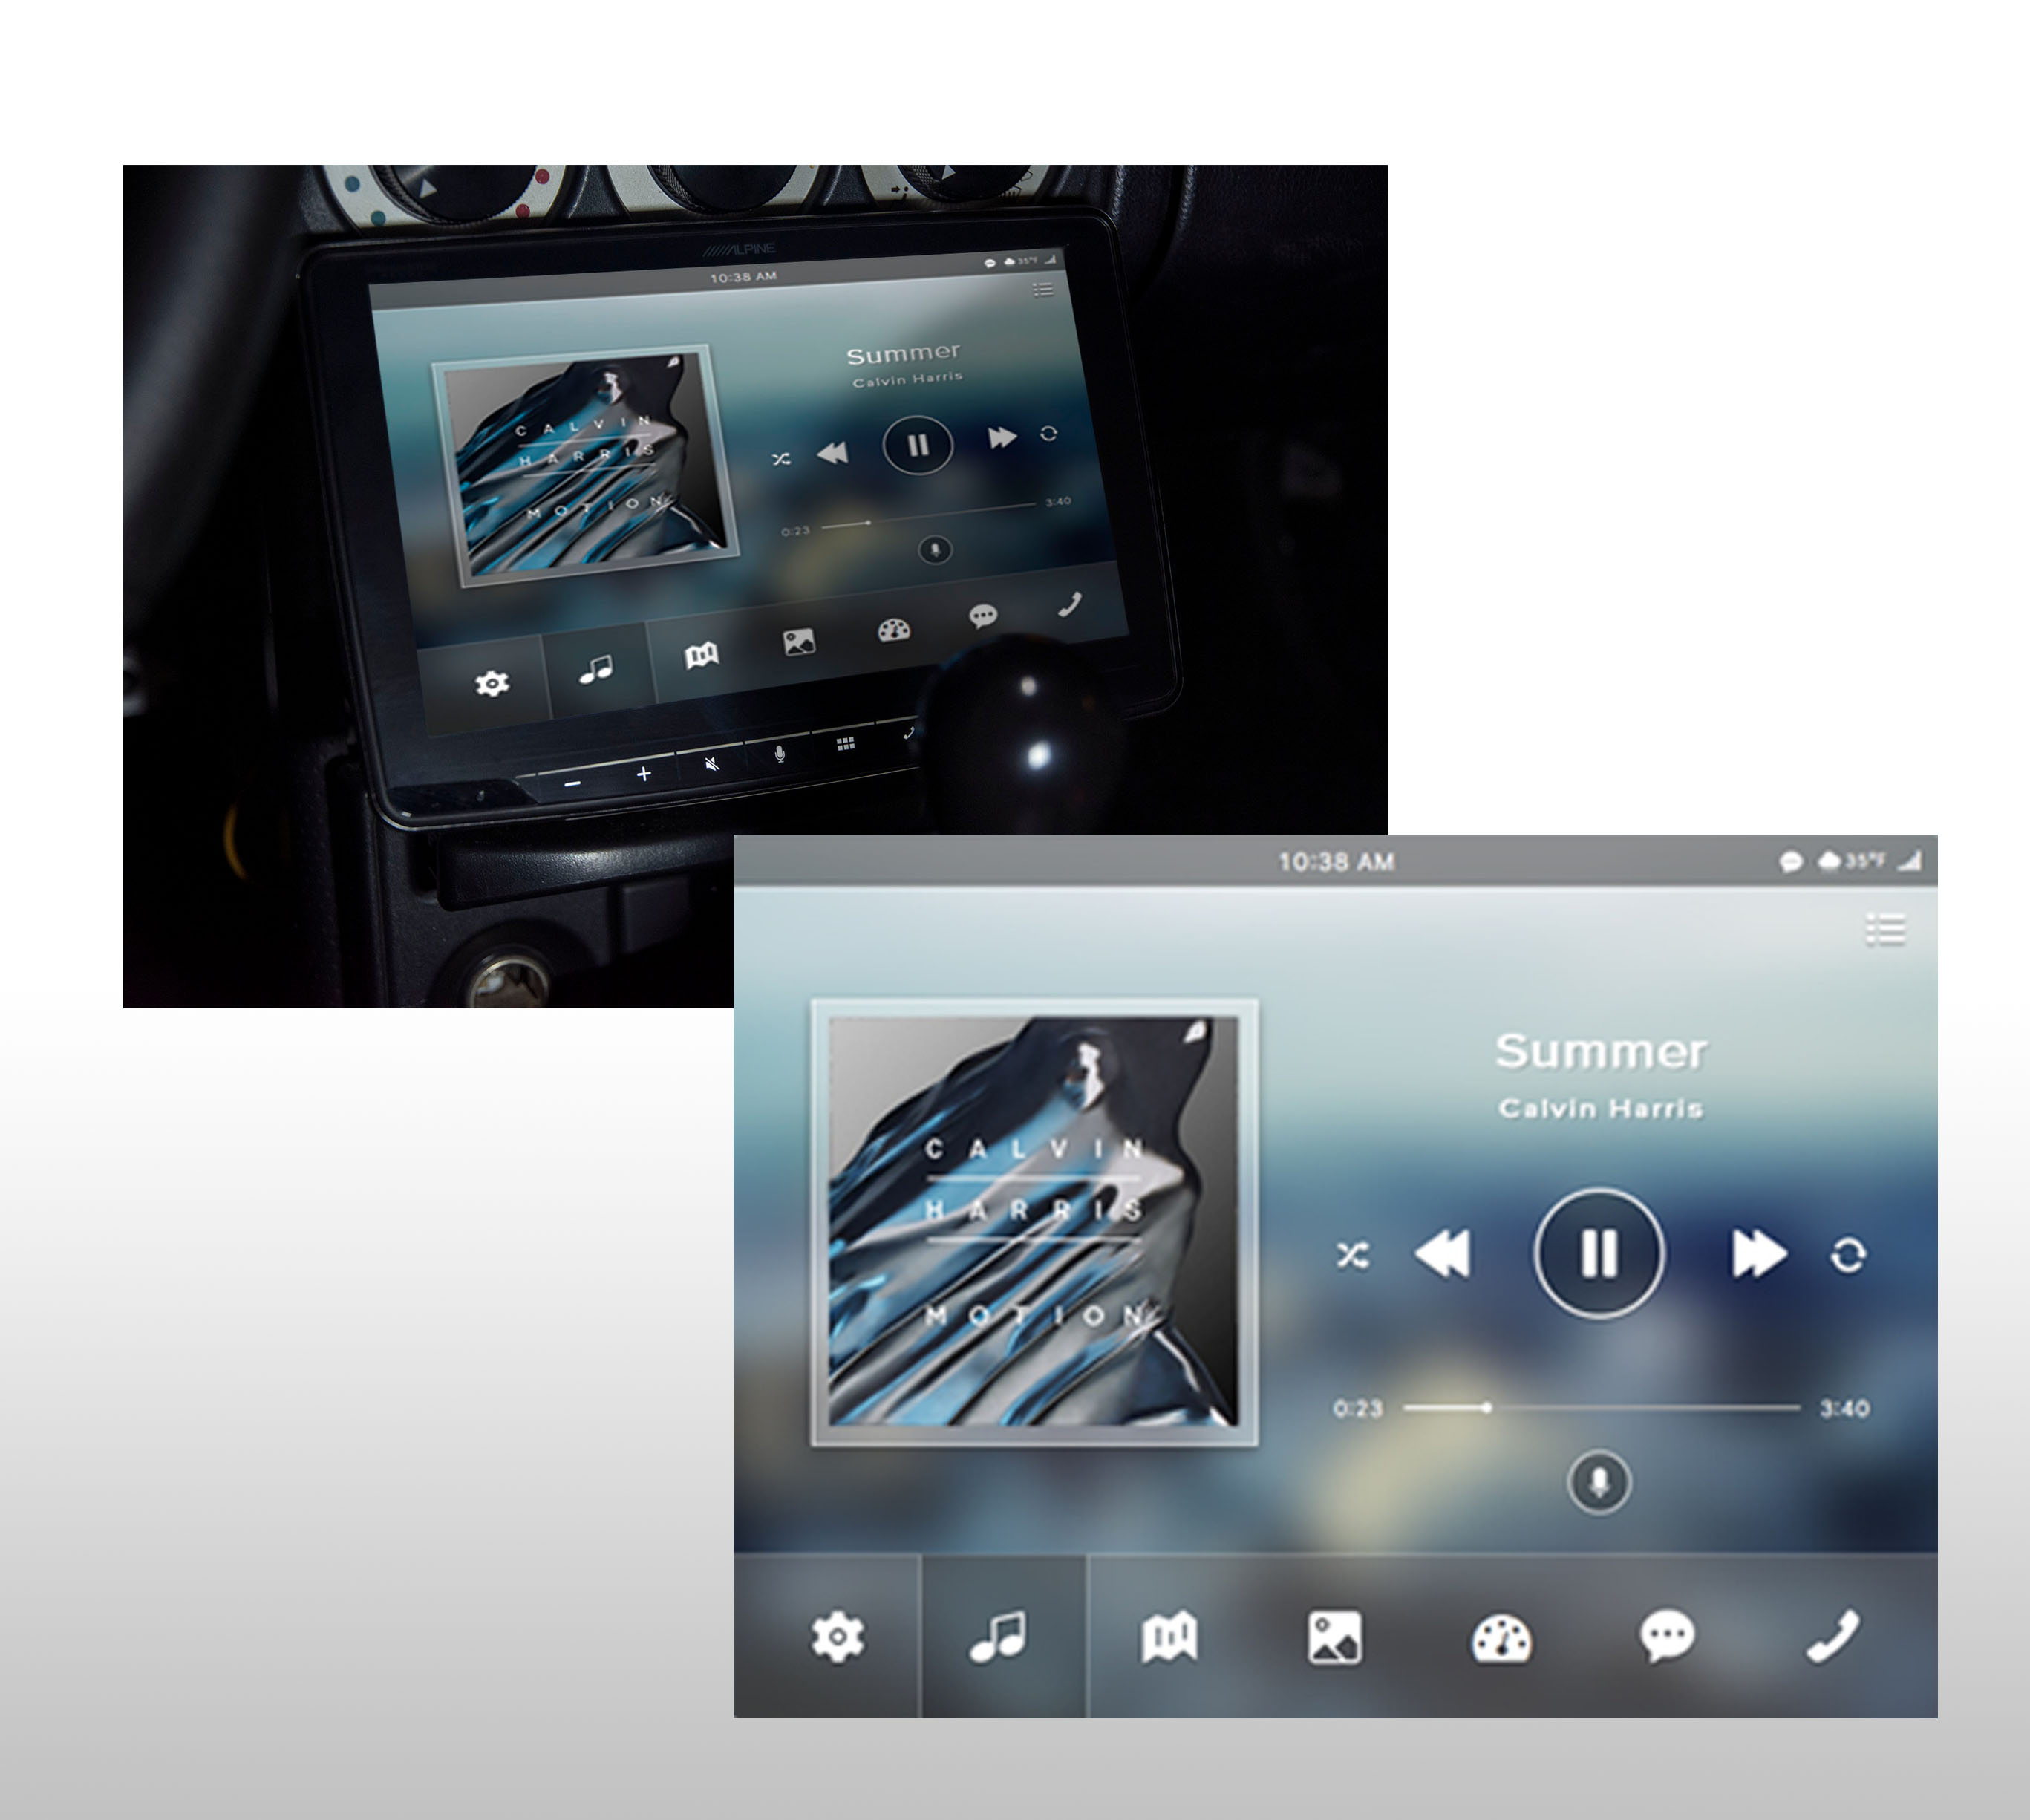 ALPINE
10:38 AM
35°F
Summer
Calvin Harris
CALVIN
HARRIS
MOTION
0:23
3:40
10:38 AM
35°F
Summer
Calvin Harris
CALVIN
HARRIS
MOTION
0:23
3:40